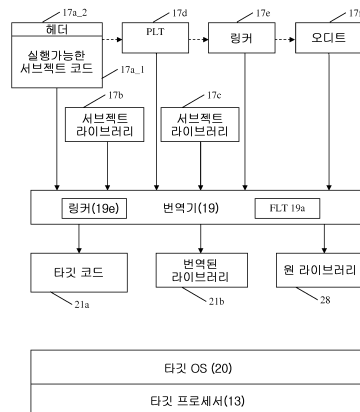 17a_2
17d
17e
17f
헤더
실행가능한
서브젝트 코드
PLT
링커
오디트
17a_1
17b
17c
서브젝트
라이브러리
서브젝트
라이브러리
링커(19e)
번역기(19)
FLT 19a
타깃 코드
번역된
라이브러리
원 라이브러리
21a
21b
28
타깃 OS (20)
타깃 프로세서(13)